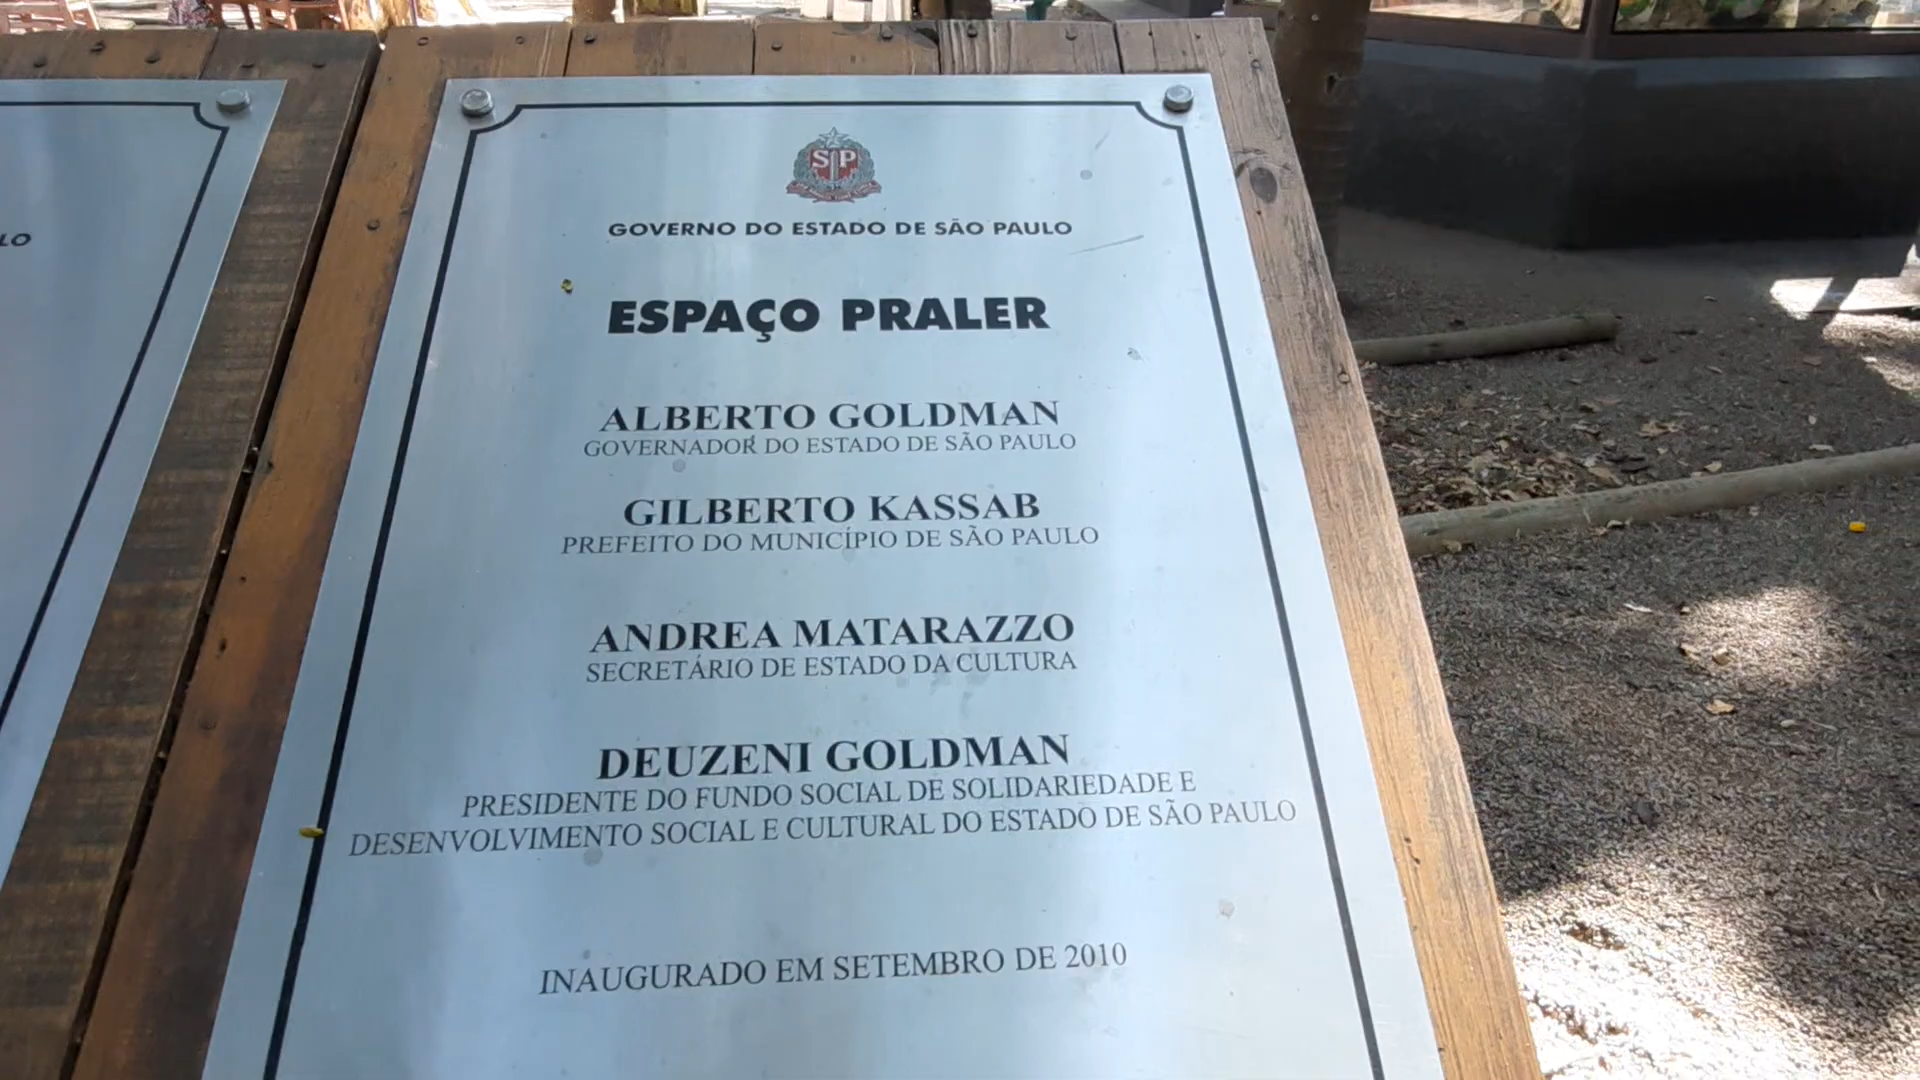 LO
SP
GOVERNO DO ESTADO DE SÃO PAULO
ESPAÇO PRALER
ALBERTO GOLDMAN
GOVERNADOR DO ESTADO DE SÃO PAULO
GILBERTO KASSAB
PREFEITO DO MUNICÍPIO DE SÃO PAULO
ANDREA MATARAZZO
SECRETÁRIO DE ESTADO DA CULTURA
DEUZENI GOLDMAN
PRESIDENTE DO FUNDO SOCIAL DE SOLIDARIEDADE E
DESENVOLVIMENTO SOCIAL E CULTURAL DO ESTADO DE SÃO PAULO
INAUGURADO EM SETEMBRO DE 2010